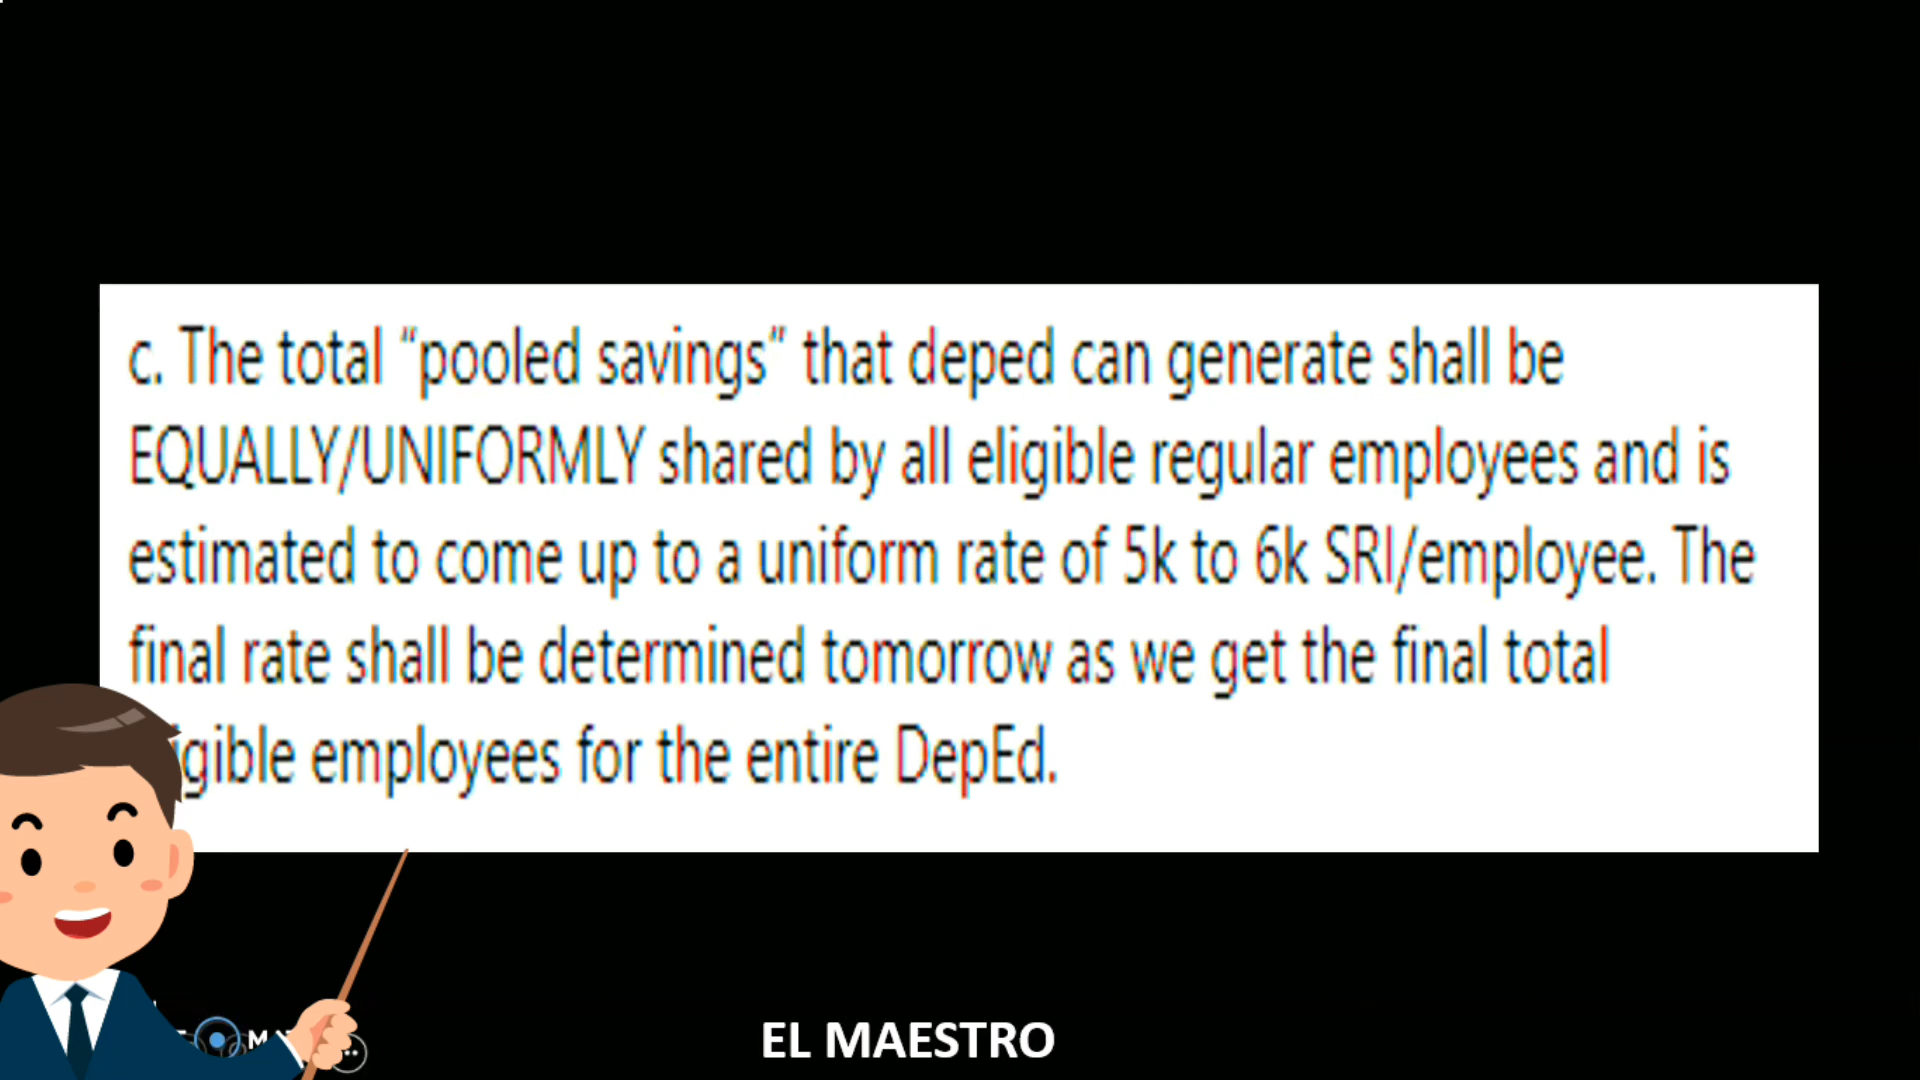 c. The total “pooled savings” that deped can generate shall be
EQUALLY/UNIFORMLY shared by all eligible regular employees and is
estimated to come up to a uniform rate of 5k to 6k SRI/employee. The
final rate shall be determined tomorrow as we get the final total
employees for the entire DepEd.
EL MAESTRO